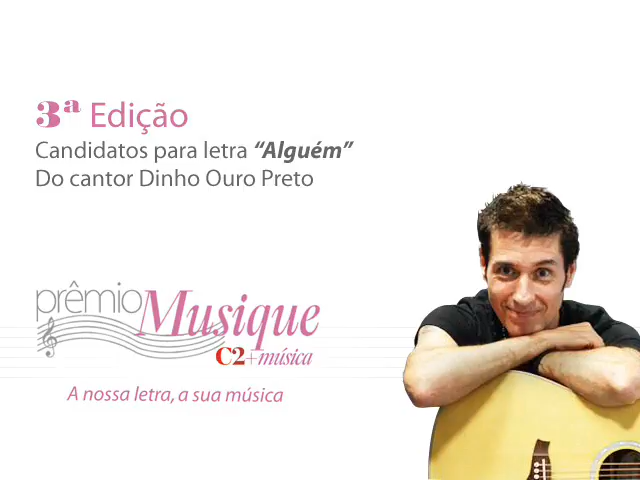 3ª Edição
Candidatos para letra “Alguém”
Do cantor Dinho Ouro Preto
prêmio Musique
C2+música
A nossa letra, a sua música